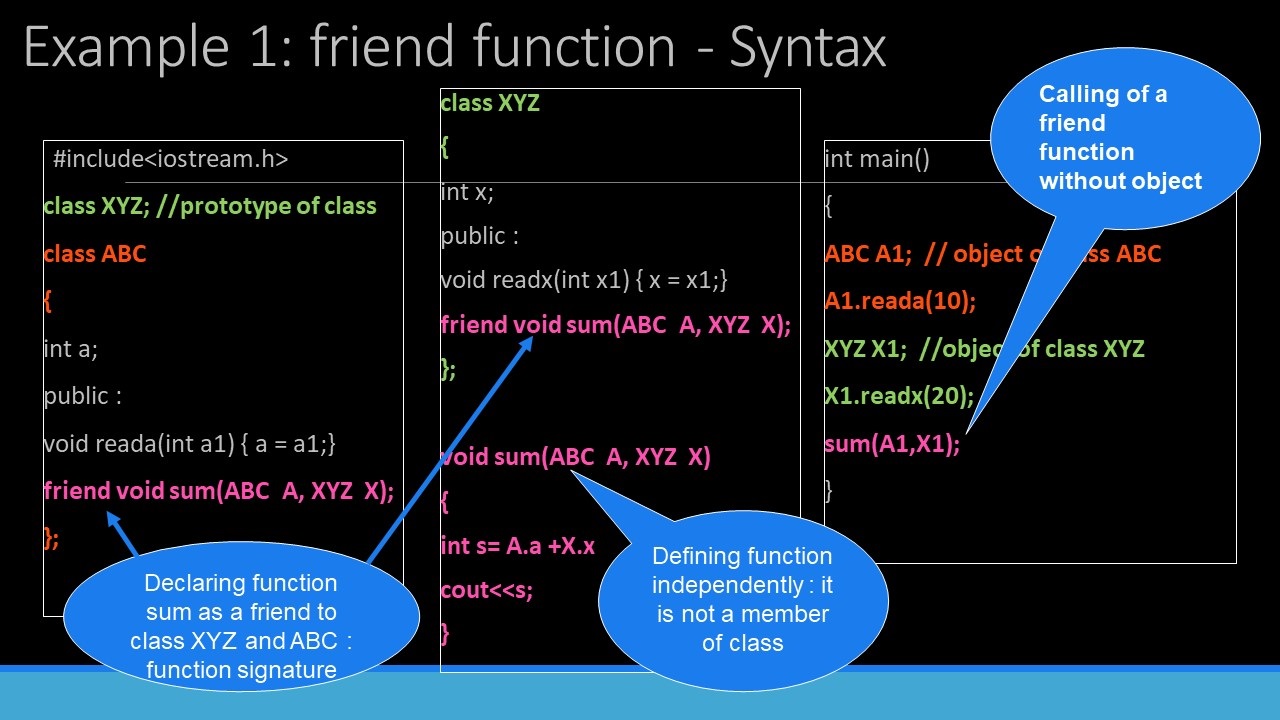 Example 1: friend function - Syntax
#include<iostream.h>
class XYZ; //prototype of class
class ABC
{
int a;
public :
void reada(int a1) { a = a1;}
friend void sum(ABC A, XYZ X);
};
class XYZ
{
int x;
public :
void readx(int x1) { x = x1;}
friend void sum(ABC A, XYZ X);
};
void sum(ABC A, XYZ X)
{
int s= A.a +X.x
cout<<s;
}
int main()
{
ABC A1; // object of class ABC
A1.reada(10);
XYZ X1; //object of class XYZ
X1.readx(20);
sum(A1,X1);
}
Calling of a
friend
function
without object
Declaring function
sum as a friend to
class XYZ and ABC :
function signature
Defining function
independently : it
is not a member
of class